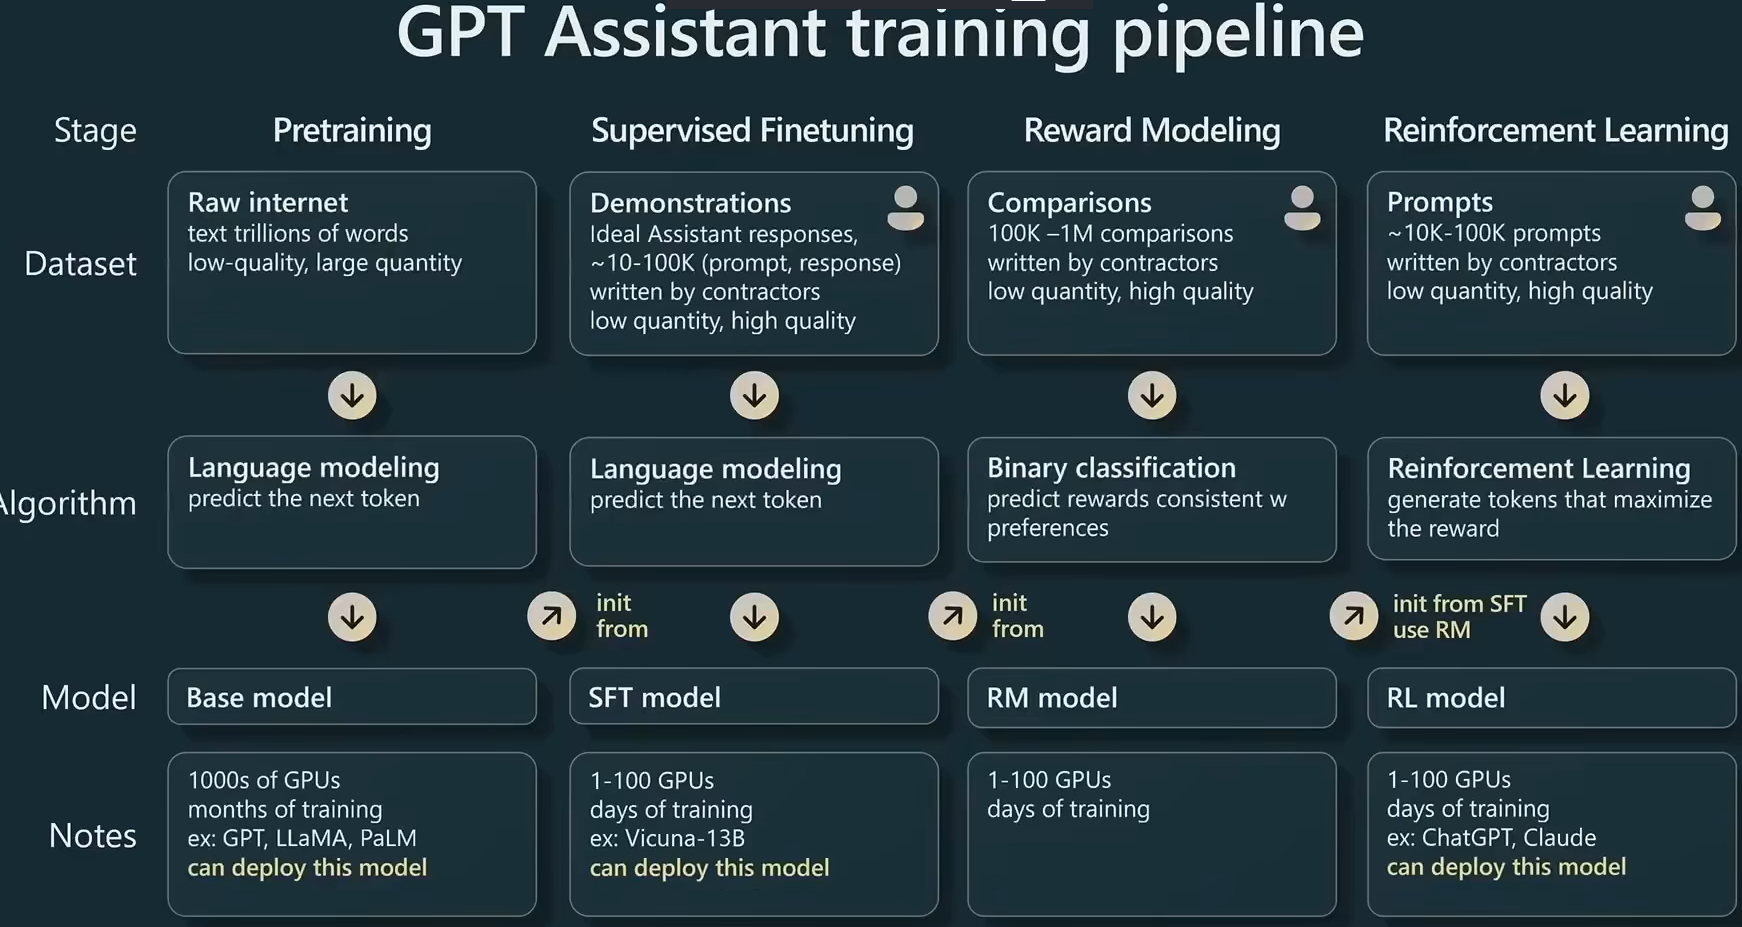 GPT Assistant training pipeline
Stage
Pretraining
Supervised Finetuning
Reward Modeling
Reinforcement Learning
Dataset
Raw internet
text trillions of words
low-quality, large quantity
Demonstrations
Ideal Assistant responses,
~10-100K (prompt, response)
written by contractors
low quantity, high quality
Comparisons
100K –1M comparisons
written by contractors
low quantity, high quality
Prompts
~10K-100K prompts
written by contractors
low quantity, high quality
Algorithm
Language modeling
predict the next token
Language modeling
predict the next token
Binary classification
predict rewards consistent w
preferences
Reinforcement Learning
generate tokens that maximize
the reward
init
from
init
from
init from SFT
use RM
Model
Base model
SFT model
RM model
RL model
Notes
1000s of GPUs
months of training
ex: GPT, LLaMA, PaLM
can deploy this model
1-100 GPUs
days of training
ex: Vicuna-13B
can deploy this model
1-100 GPUs
days of training
1-100 GPUs
days of training
ex: ChatGPT, Claude
can deploy this model